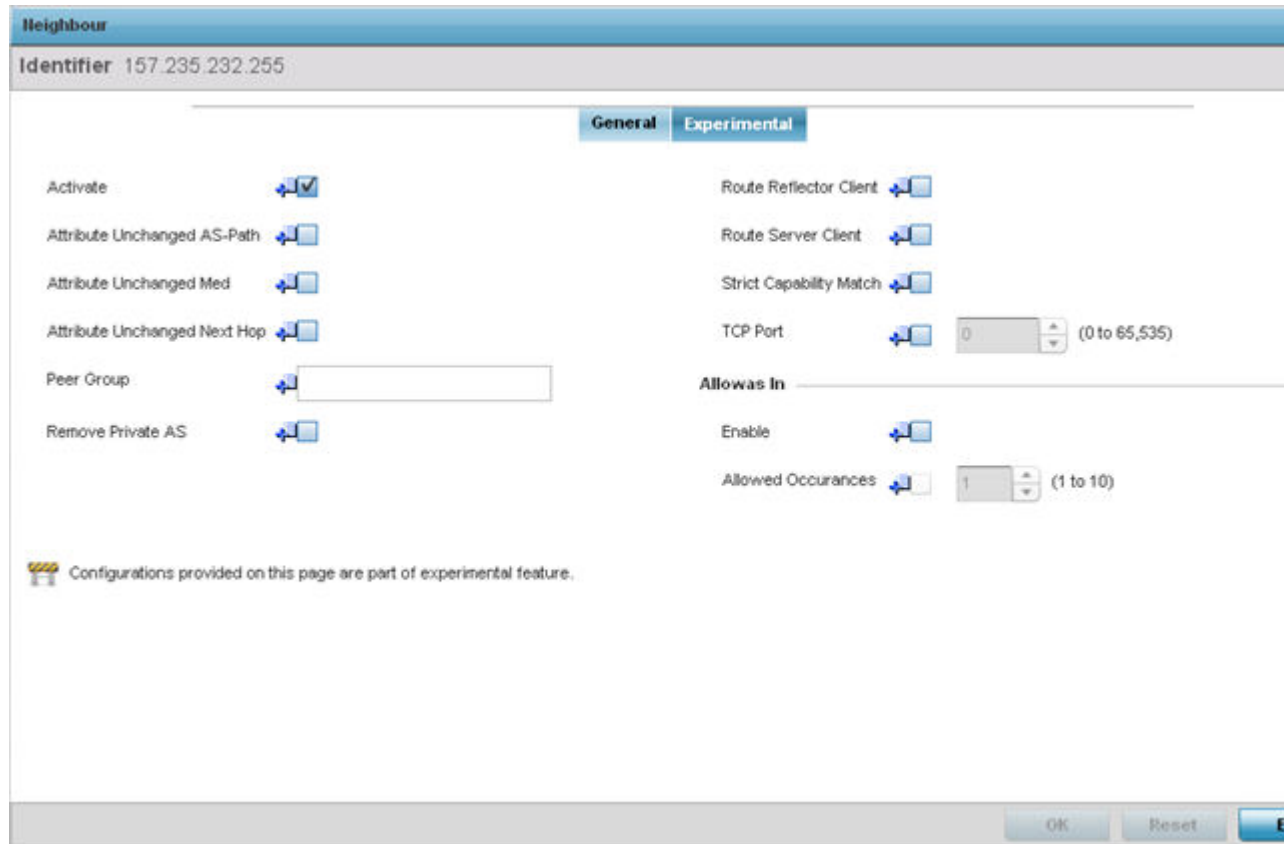 Neighbour
Identifier 157.235.232.255
General Experimental
Activate
Attribute Unchanged AS-Path
Attribute Unchanged Med
Attribute Unchanged Next Hop
Peer Group
Remove Private AS
Route Reflector Client
Route Server Client
Strict Capability Match
TCP Port 0 (0 to 65,535)
Allowas In
Enable
Allowed Occurances 1 (1 to 10)
Configurations provided on this page are part of experimental feature.
OK Reset